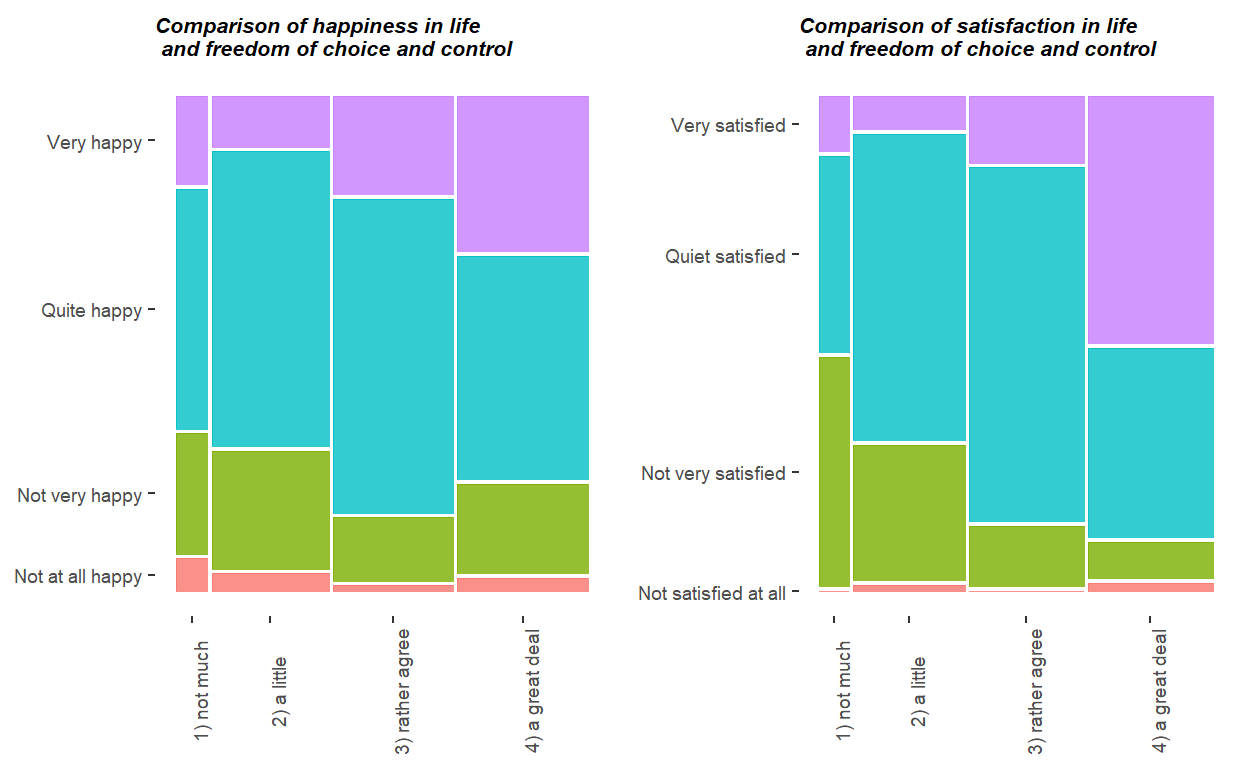 Comparison of happiness in life
and freedom of choice and control
Very happy
Quite happy
Not very happy
Not at all happy
1) not much
2) a little
3) rather agree
4) a great deal
Comparison of satisfaction in life
and freedom of choice and control
Very satisfied
Quiet satisfied
Not very satisfied
Not satisfied at all
1) not much
2) a little
3) rather agree
4) a great deal